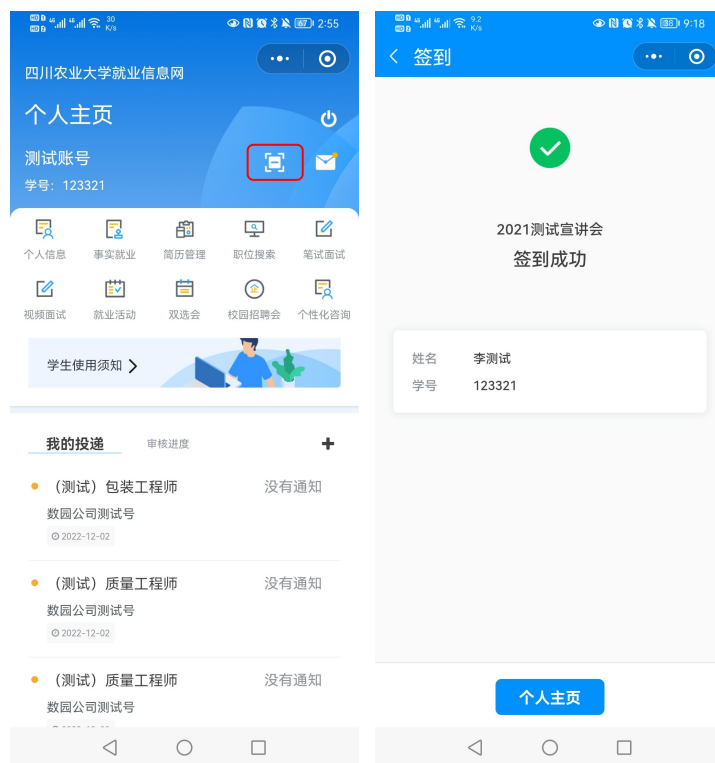 30
K/s
67
2:55
四川农业大学就业信息网
个人主页
测试账号
学号：123321
个人信息 事实就业 简历管理 职位搜索 笔试面试
视频面试 就业活动 双选会 校园招聘会 个性化咨询
学生使用须知
我的投递 审核进度
（测试）包装工程师 没有通知
数园公司测试号
2022-12-02
（测试）质量工程师 没有通知
数园公司测试号
2022-12-02
（测试）质量工程师 没有通知
数园公司测试号
9.2
K/s
88
9:18
签到
2021测试宣讲会
签到成功
姓名 李测试
学号 123321
个人主页